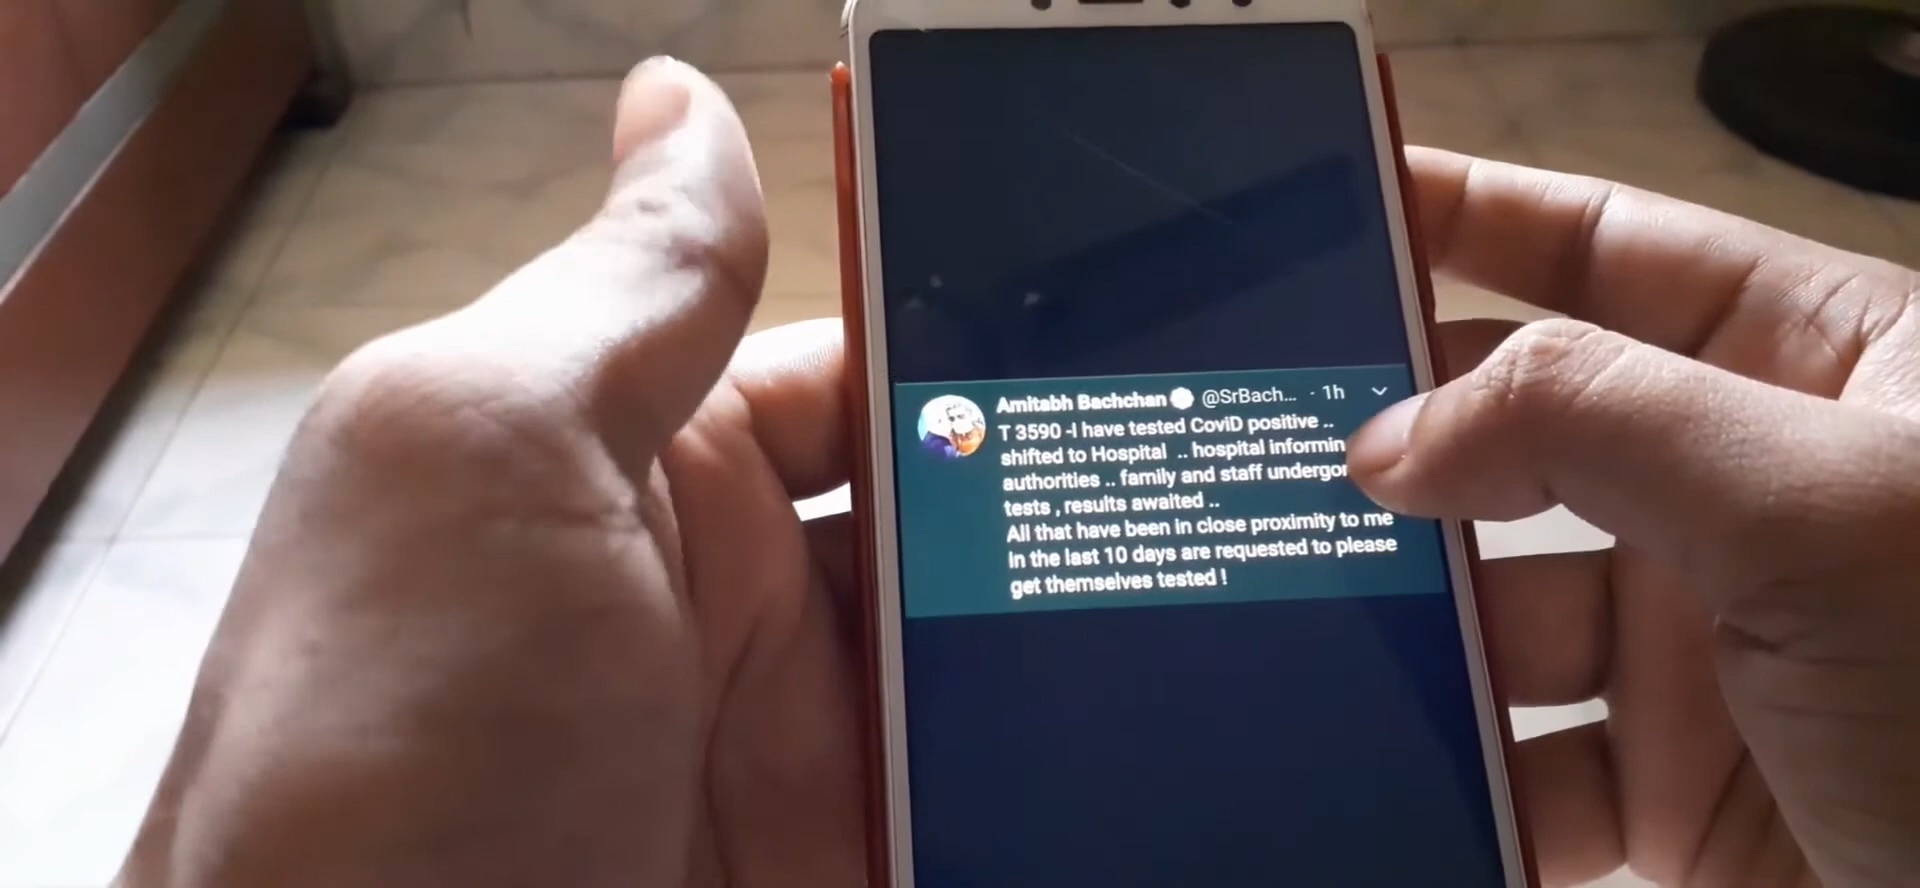 Amitabh Bachchan @SrBach... · 1h
T 3590 -I have tested CoviD positive ..
shifted to Hospital .. hospital informin
authorities .. family and staff undergo
tests , results awaited ..
All that have been in close proximity to me
in the last 10 days are requested to please
get themselves tested !